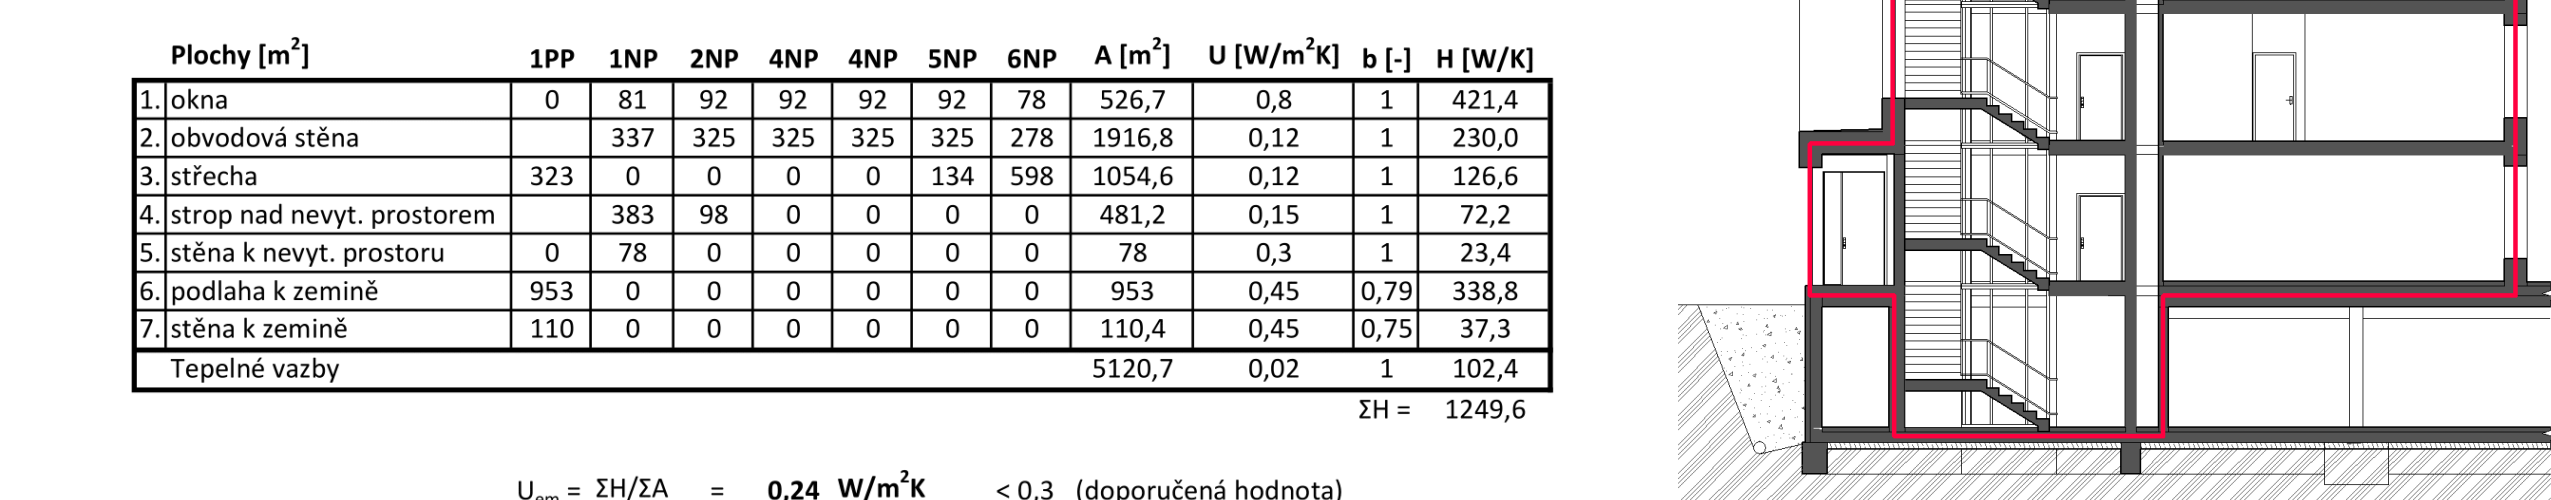 Plochy [m²] 1PP 1NP 2NP 4NP 4NP 5NP 6NP A [m²] U [W/m²K] b [-] H [W/K]
1. okna 0 81 92 92 92 92 78 526,7 0,8 1 421,4
2. obvodová stěna 337 325 325 325 325 278 1916,8 0,12 1 230,0
3. střecha 323 0 0 0 0 134 598 1054,6 0,12 1 126,6
4. strop nad nevyt. prostorem 383 98 0 0 0 0 481,2 0,15 1 72,2
5. stěna k nevyt. prostoru 0 78 0 0 0 0 0 78 0,3 1 23,4
6. podlaha k zemině 953 0 0 0 0 0 0 953 0,45 0,79 338,8
7. stěna k zemině 110 0 0 0 0 0 0 110,4 0,45 0,75 37,3
Tepelné vazby 5120,7 0,02 1 102,4
ΣH = 1249,6
Uem = ΣH/ΣA = 0,24 W/m²K < 0,3 (doporučená hodnota)